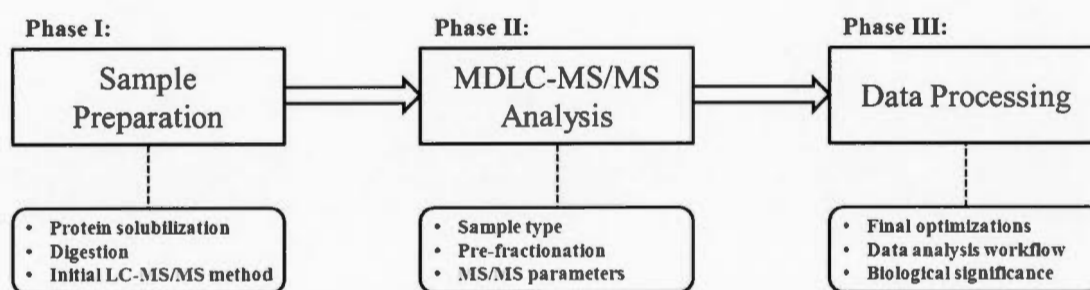 Phase I:
Sample
Preparation
• Protein solubilization
• Digestion
• Initial LC-MS/MS method
Phase II:
MDLC-MS/MS
Analysis
• Sample type
• Pre-fractionation
• MS/MS parameters
Phase III:
Data Processing
• Final optimizations
• Data analysis workflow
• Biological significance